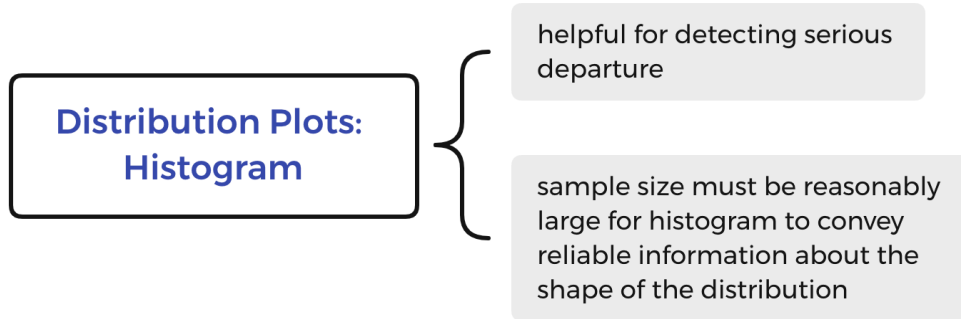 Distribution Plots:
Histogram
helpful for detecting serious
departure
sample size must be reasonably
large for histogram to convey
reliable information about the
shape of the distribution